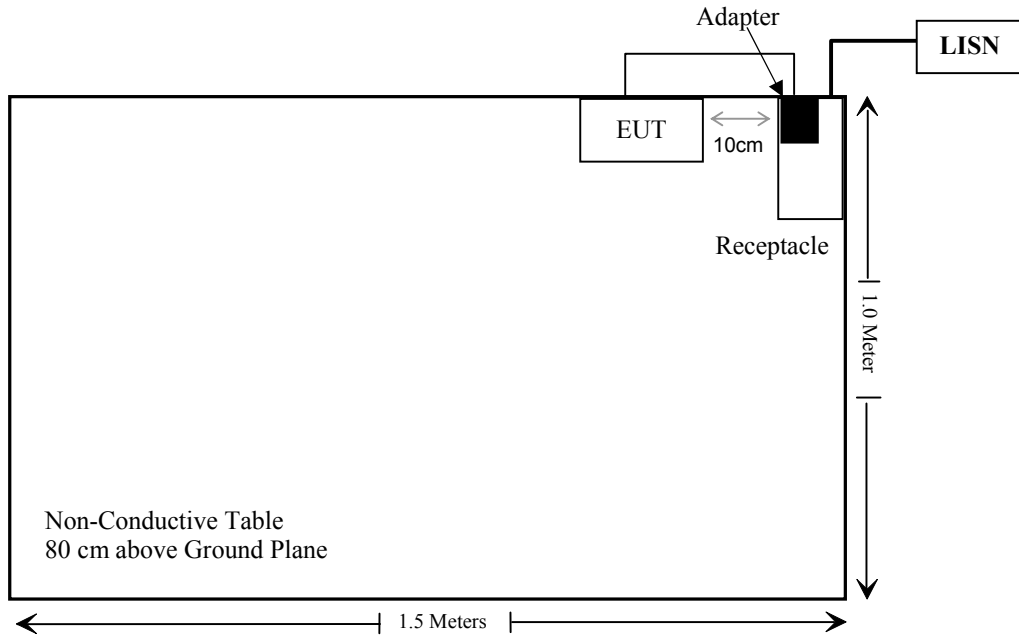 Adapter
LISN
EUT
10cm
Receptacle
1.0 Meter
Non-Conductive Table
80 cm above Ground Plane
1.5 Meters